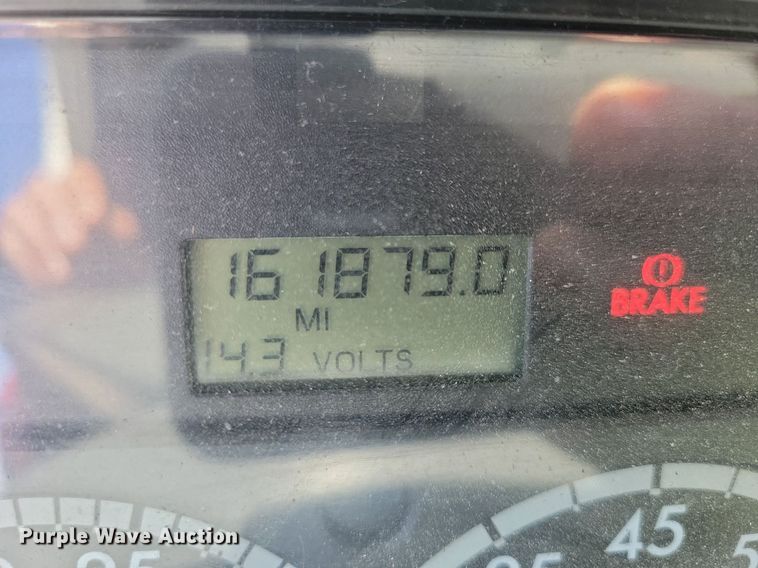 161879.0
MI
14.3 VOLTS
BRAKE
45
Purple Wave Auction